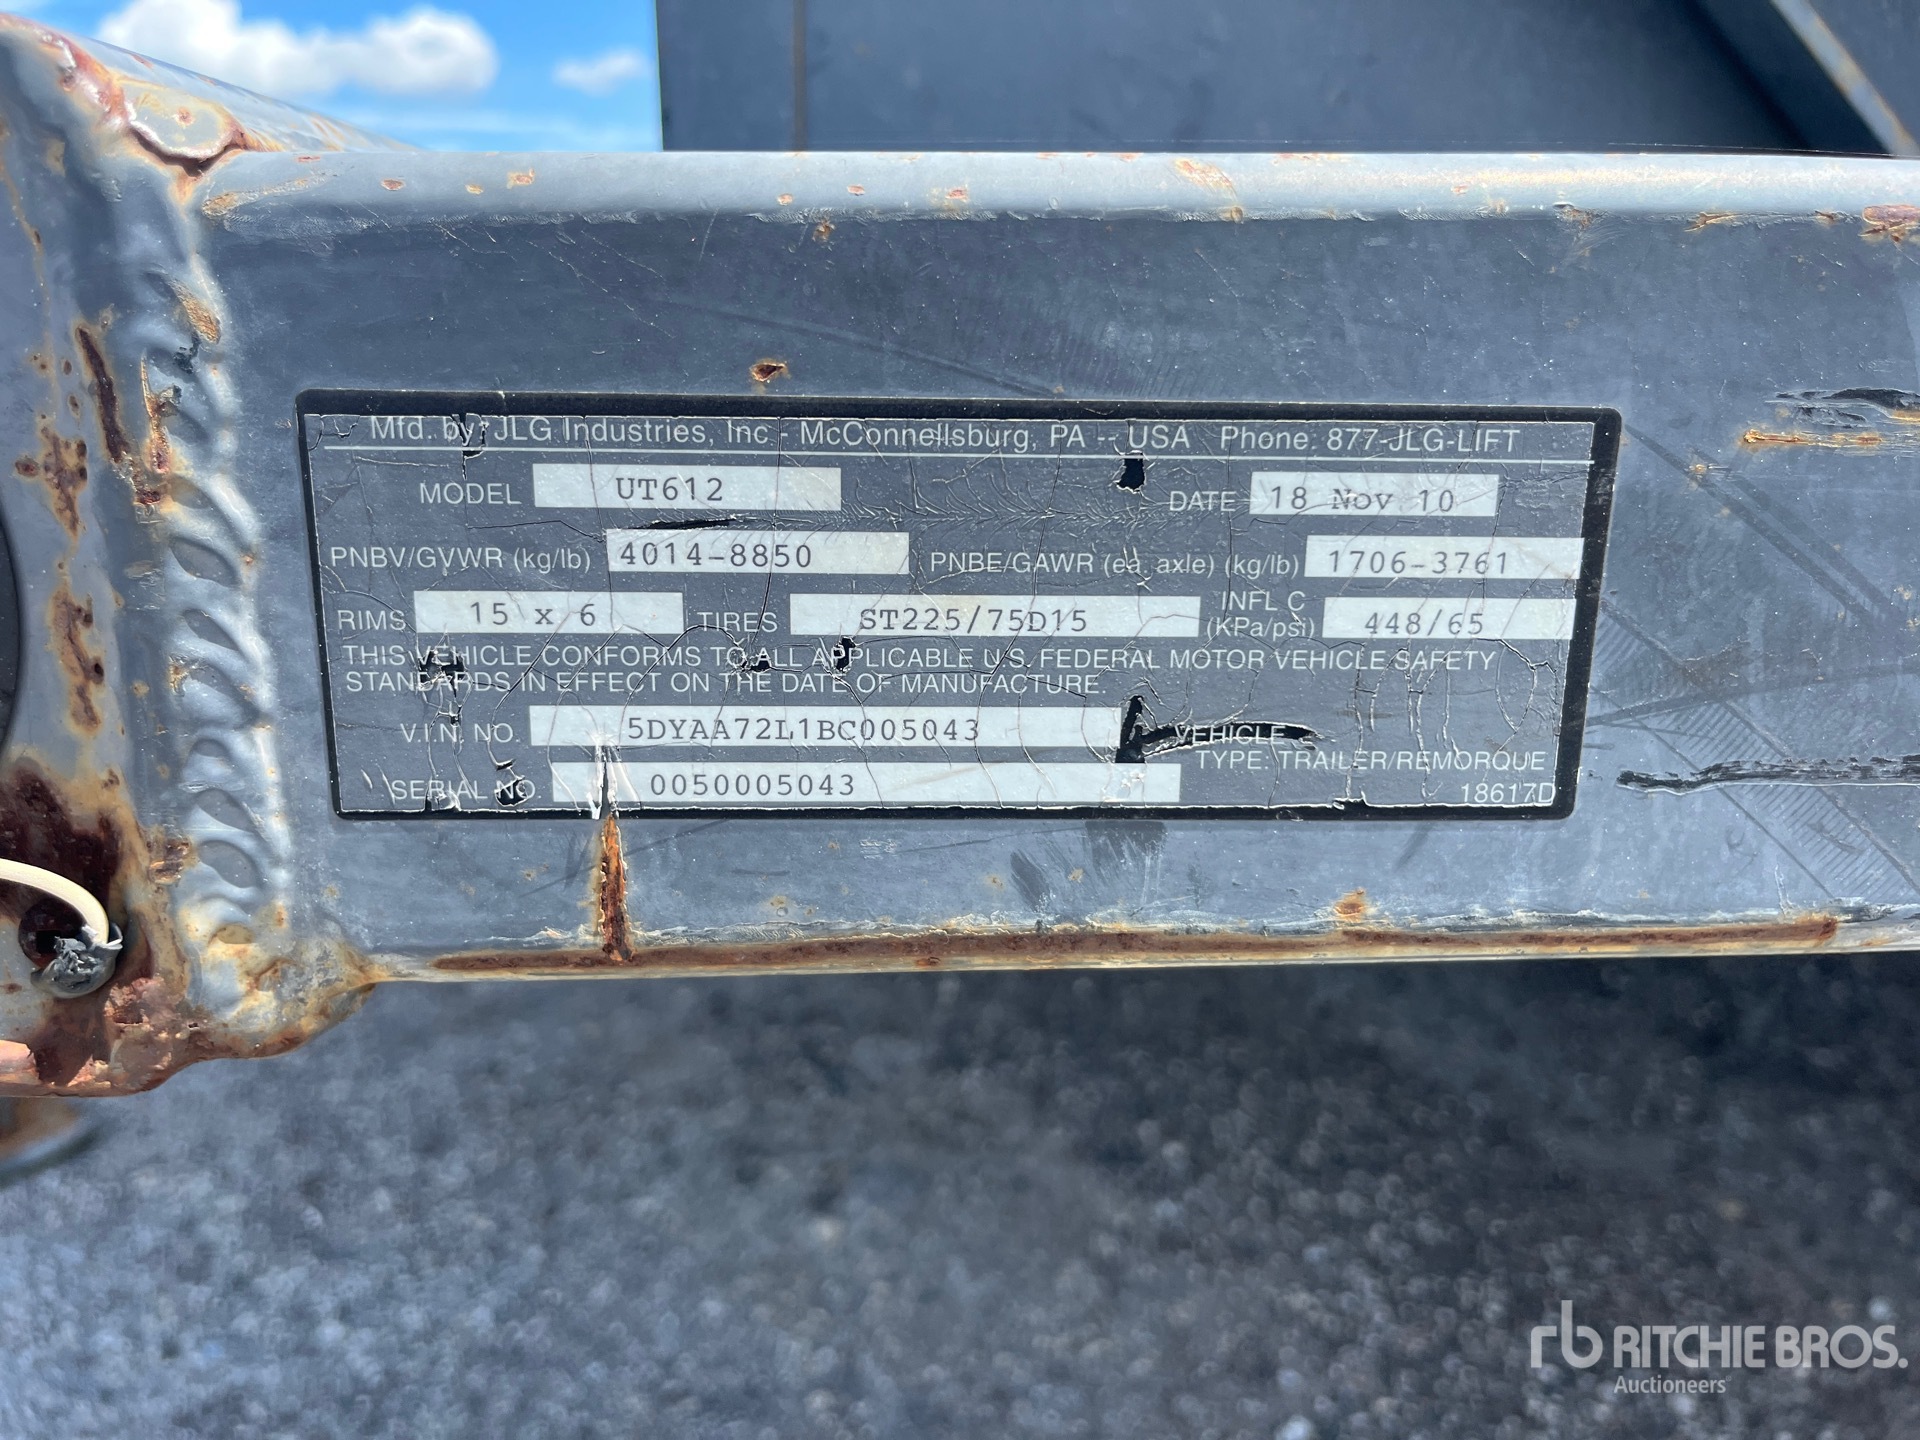 Mfd. by: JLG Industries, Inc - McConnellsburg, PA -- USA Phone: 877-JLG-LIFT
MODEL UT612 DATE 18 Nov 10
PNBV/GVWR (kg/lb) 4014-8850 PNBE/GAWR (ea. axle) (kg/lb) 1706-3761
RIMS 15 x 6 TIRES ST225/75D15 INFL C (KPa/psi) 448/65
THIS VEHICLE CONFORMS TO ALL APPLICABLE U.S. FEDERAL MOTOR VEHICLE SAFETY
STANDARDS IN EFFECT ON THE DATE OF MANUFACTURE.
V.I.N. NO. 5DYAA72L1BC005043 VEHICLE
TYPE: TRAILER/REMORQUE
SERIAL NO 0050005043 18617D
rb RITCHIE BROS.
Auctioneers